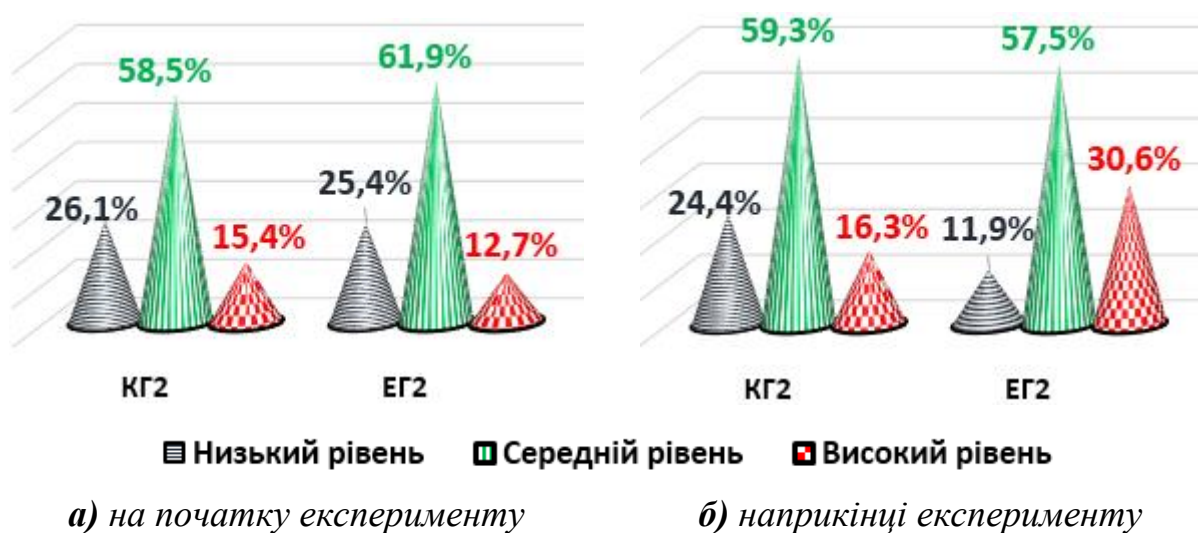 58,5%
61,9%
26,1%
25,4%
15,4%
12,7%
КГ2
ЕГ2
59,3%
57,5%
24,4%
30,6%
16,3%
11,9%
КГ2
ЕГ2
Низький рівень Середній рівень Високий рівень
а) на початку експерименту
б) наприкінці експерименту